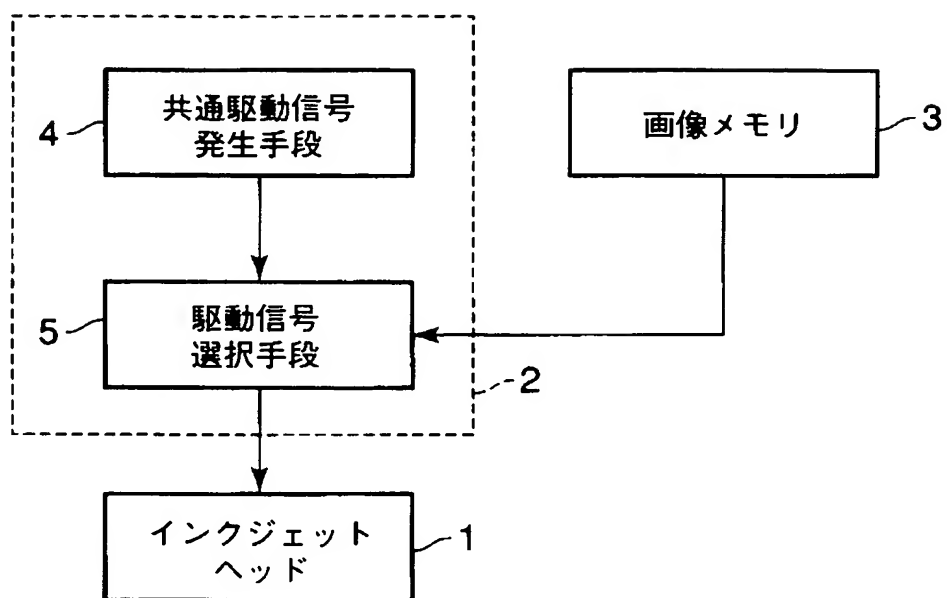 4
共通駆動信号
発生手段
画像メモリ
3
5
駆動信号
選択手段
2
インクジェット
ヘッド
1